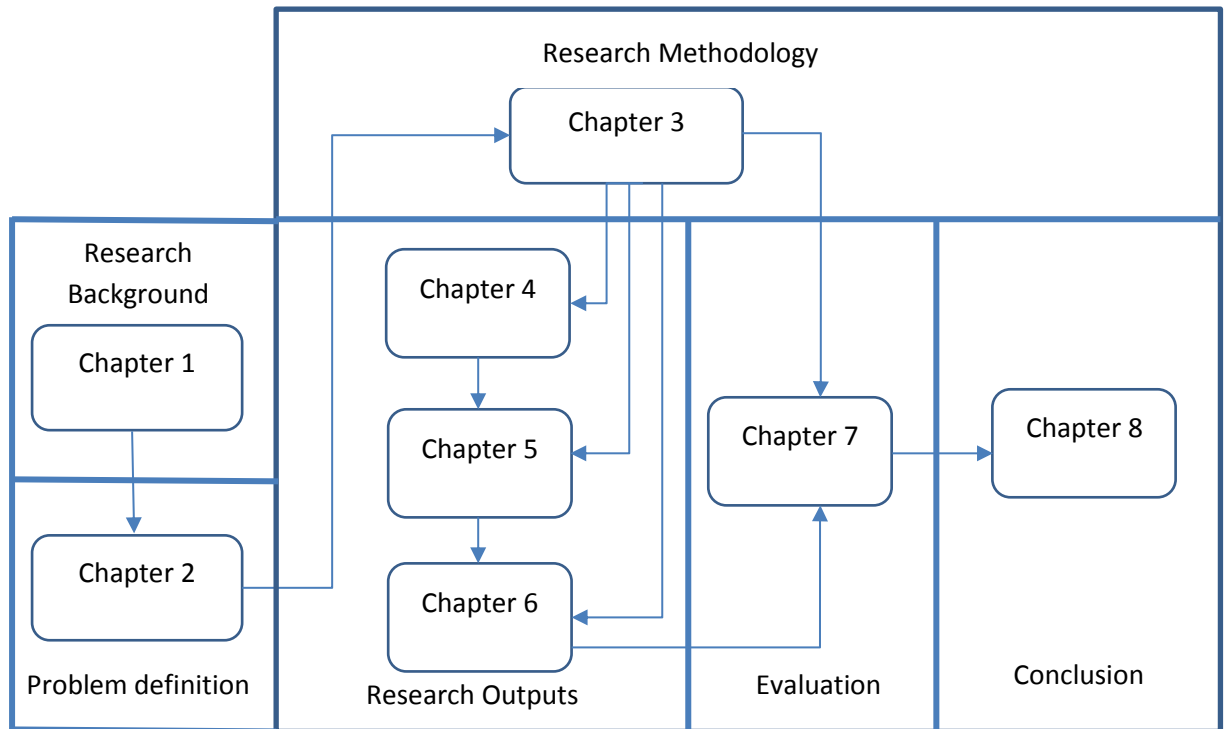 Research Methodology
Chapter 3
Research
Background
Chapter 1
Chapter 2
Problem definition
Chapter 4
Chapter 5
Chapter 6
Research Outputs
Chapter 7
Evaluation
Chapter 8
Conclusion